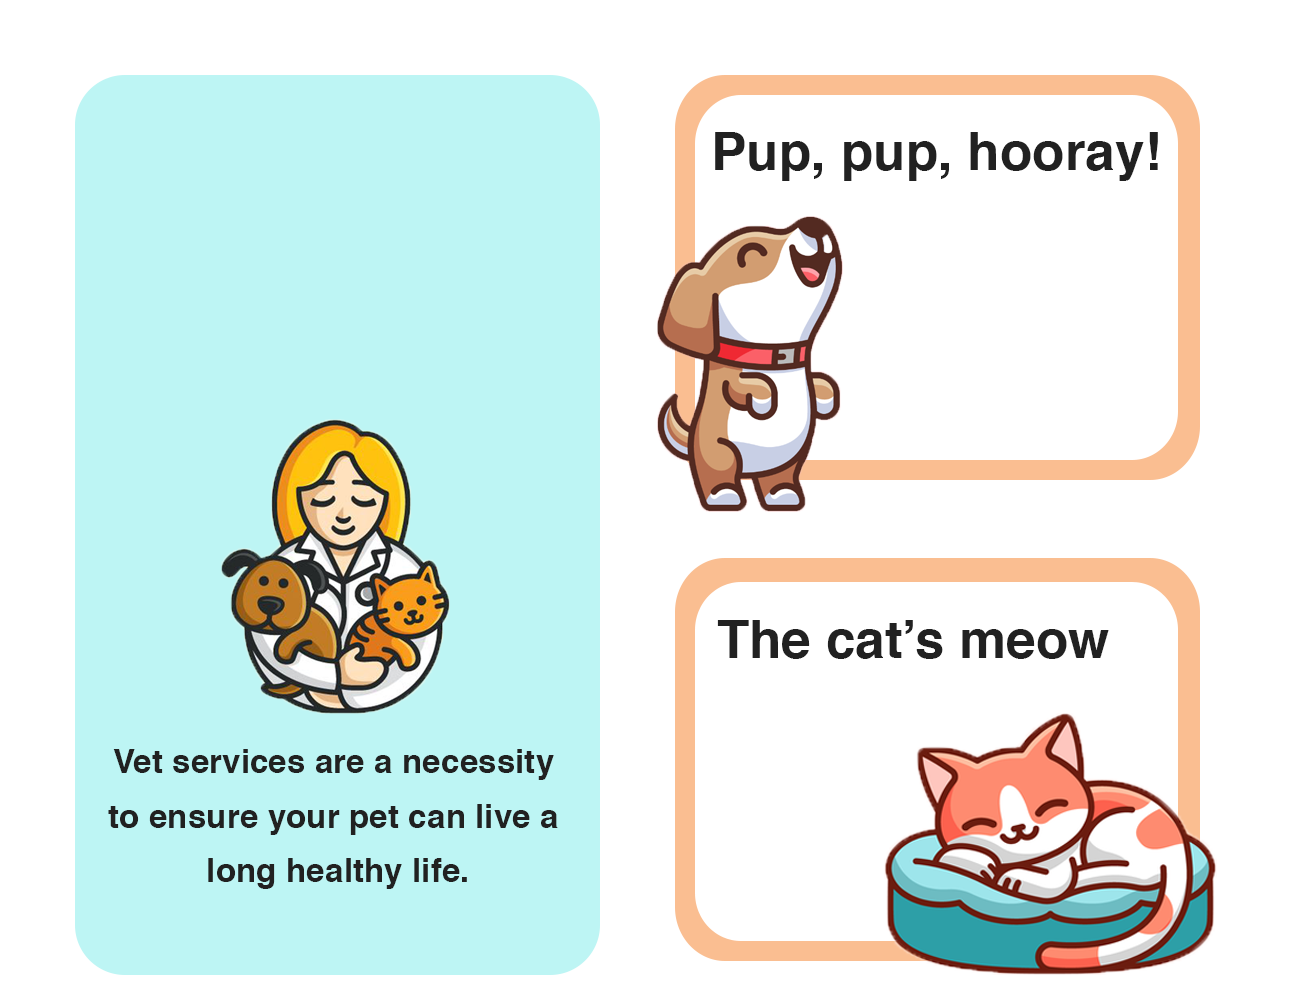 Vet services are a necessity
to ensure your pet can live a
long healthy life.
Pup, pup, hooray!
The cat’s meow